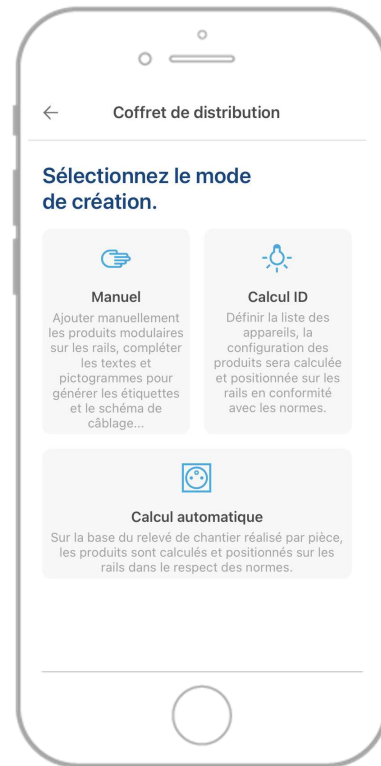 Coffret de distribution
Sélectionnez le mode
de création.
Manuel
Ajouter manuellement
les produits modulaires
sur les rails, compléter
les textes et
pictogrammes pour
générer les étiquettes
et le schéma de
câblage...
Calcul ID
Définir la liste des
appareils, la
configuration des
produits sera calculée
et positionnée sur les
rails en conformité
avec les normes.
Calcul automatique
Sur la base du relevé de chantier réalisé par pièce,
les produits sont calculés et positionnés sur les
rails dans le respect des normes.